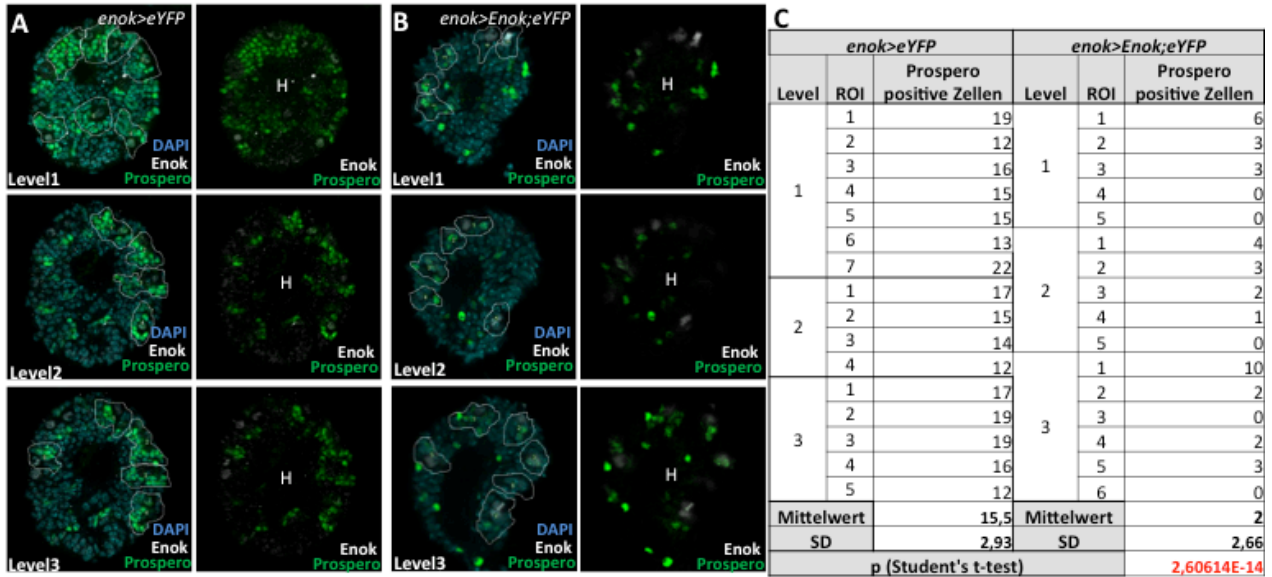 A enok>eYFP
DAPI
Enok
Prospero
Level1
H
Enok
Prospero
DAPI
Enok
Prospero
Level2
H
Enok
Prospero
DAPI
Enok
Prospero
Level3
H
Enok
Prospero
B enok>Enok;eYFP
DAPI
Enok
Prospero
Level1
H
Enok
Prospero
DAPI
Enok
Prospero
Level2
H
Enok
Prospero
DAPI
Enok
Prospero
Level3
H
Enok
Prospero
C
enok>eYFP enok>Enok;eYFP
Level ROI Prospero positive Zellen Level ROI Prospero positive Zellen
1 1 19 1 1 6
2 12 2 3
3 16 3 3
4 15 4 0
5 15 5 0
6 13 2 1 4
7 22 2 3
2 1 17 3 2
2 15 4 1
3 14 5 0
4 12 3 1 10
3 1 17 2 2
2 19 3 0
3 19 4 2
4 16 5 3
5 12 6 0
Mittelwert 15,5 Mittelwert 2
SD 2,93 SD 2,66
p (Student's t-test) 2,60614E-14